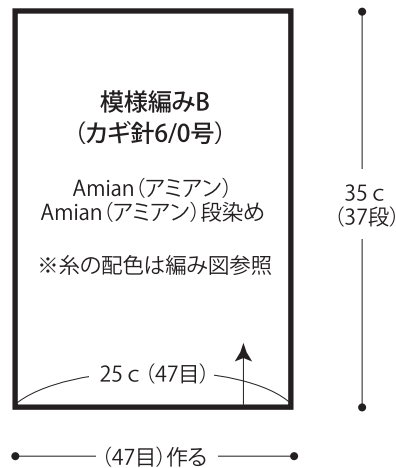 模様編みB
（カギ針6/0号）
Amian（アミアン）
Amian（アミアン）段染め
※糸の配色は編み図参照
35ｃ
（37段）
25ｃ（47目）
（47目）作る